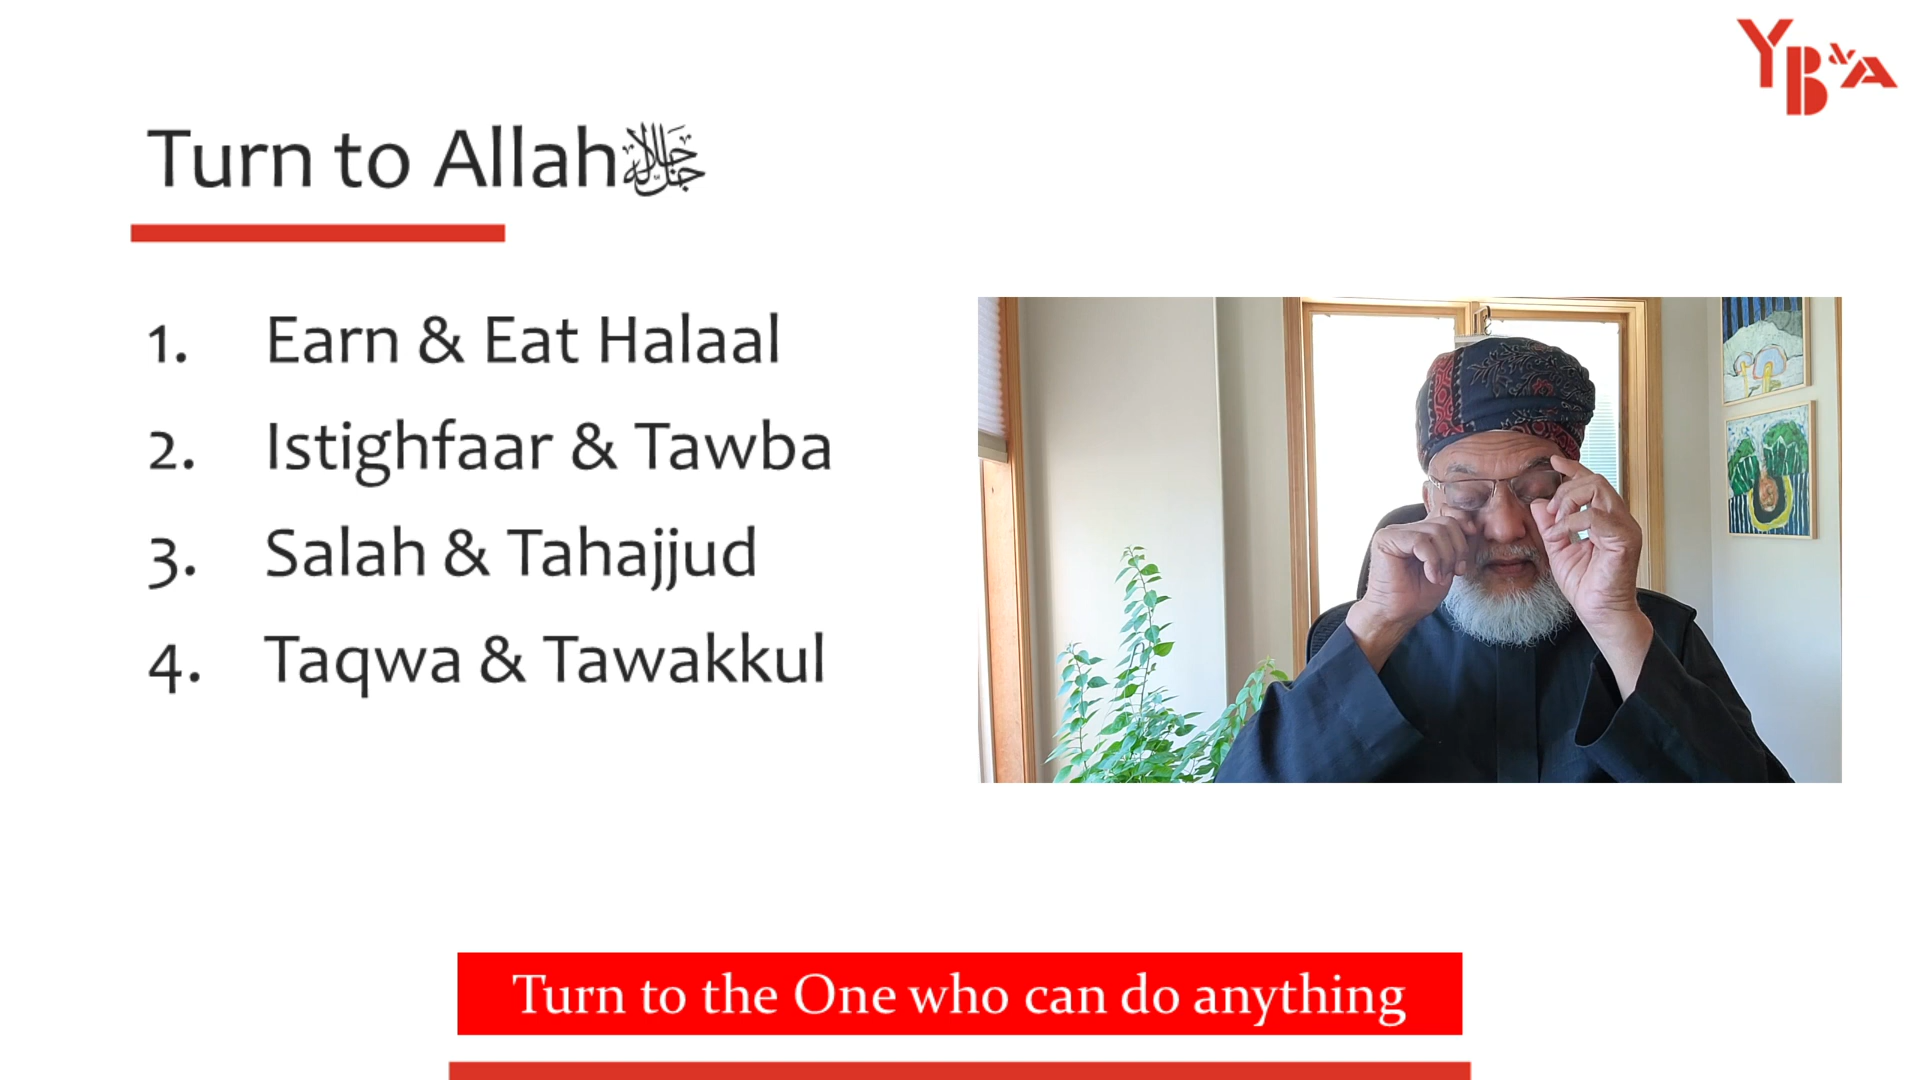 YB&A
Turn to Allah جل جلاله
1. Earn & Eat Halaal
2. Istighfaar & Tawba
3. Salah & Tahajjud
4. Taqwa & Tawakkul
Turn to the One who can do anything